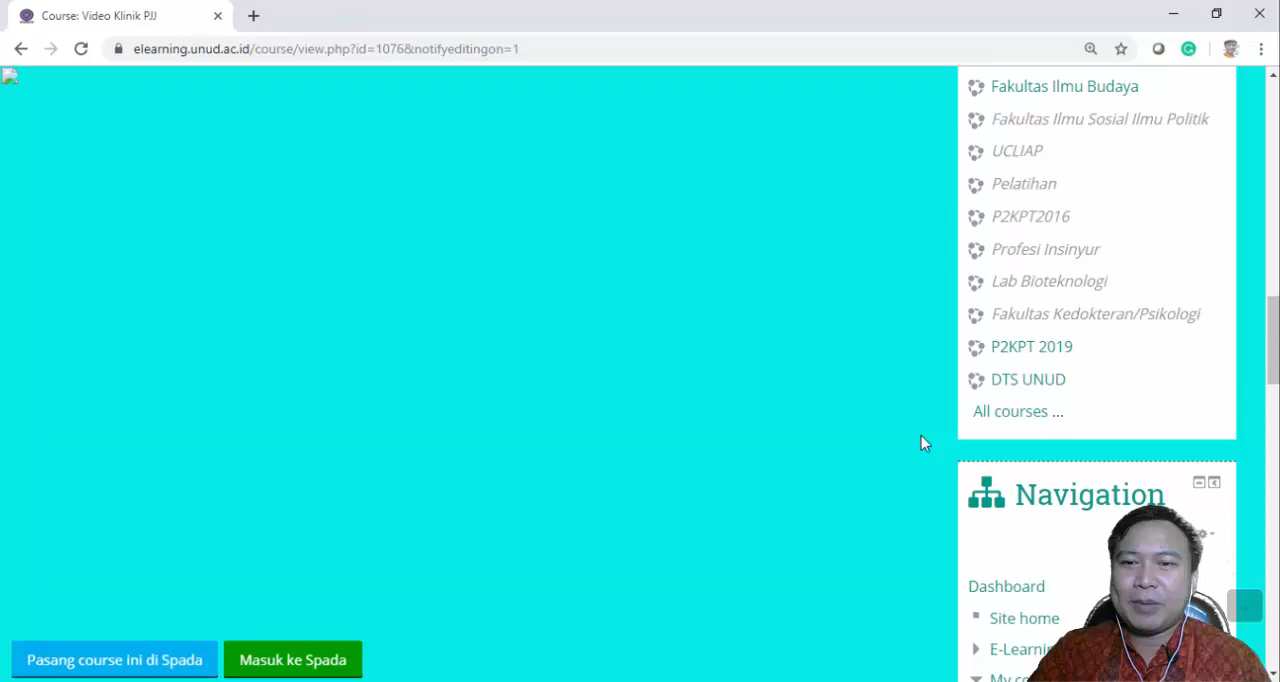 Course: Video Klinik PJJ
elearning.unud.ac.id/course/view.php?id=1076&notifyeditingon=1
Fakultas Ilmu Budaya
Fakultas Ilmu Sosial Ilmu Politik
UCLIAP
Pelatihan
P2KPT2016
Profesi Insinyur
Lab Bioteknologi
Fakultas Kedokteran/Psikologi
P2KPT 2019
DTS UNUD
All courses ...
Navigation
Dashboard
Site home
Pasang course ini di Spada
Masuk ke Spada